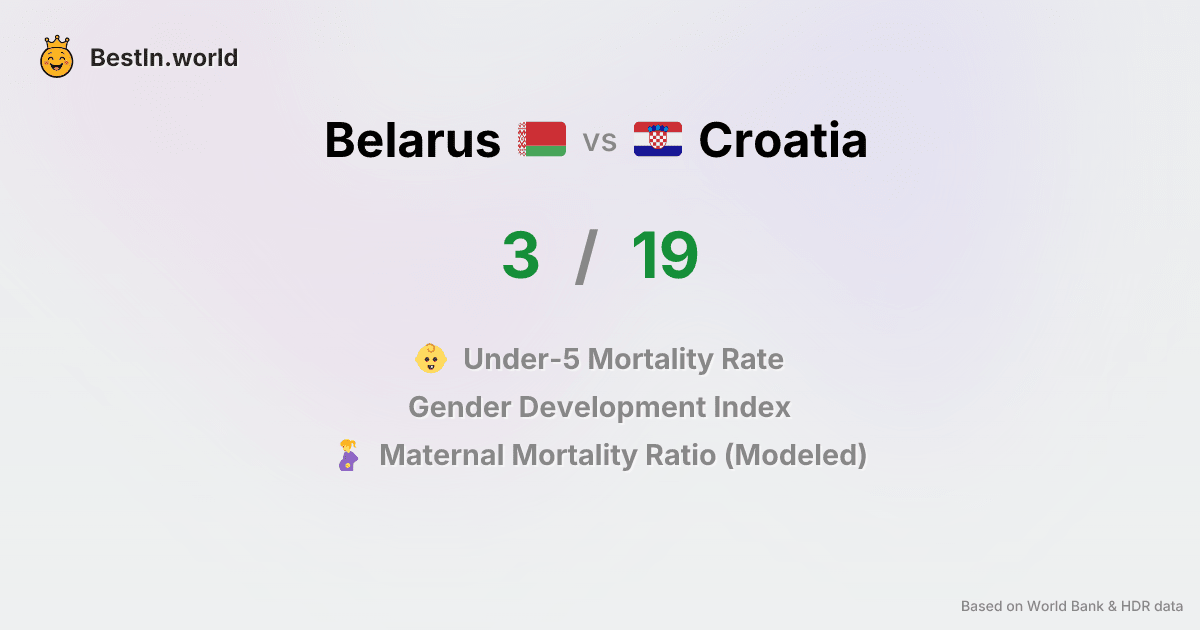 BestIn.world
Belarus vs Croatia
3 / 19
Under-5 Mortality Rate
Gender Development Index
Maternal Mortality Ratio (Modeled)
Based on World Bank & HDR data